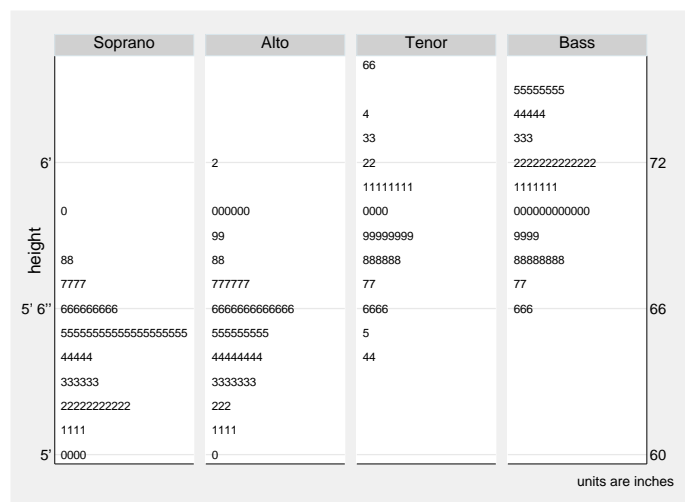 Soprano Alto Tenor Bass
66
55555555
4 44444
33 333
6' 2 22 2222222222222 72
11111111 1111111
0 000000 0000 000000000000
99 99999999 9999
height
88 88 888888 88888888
7777 777777 77 77
5' 6'' 666666666 6666666666666 6666 666 66
55555555555555555555 555555555 5
44444 44444444 44
333333 3333333
22222222222 222
1111 1111
5' 0000 0 60
units are inches